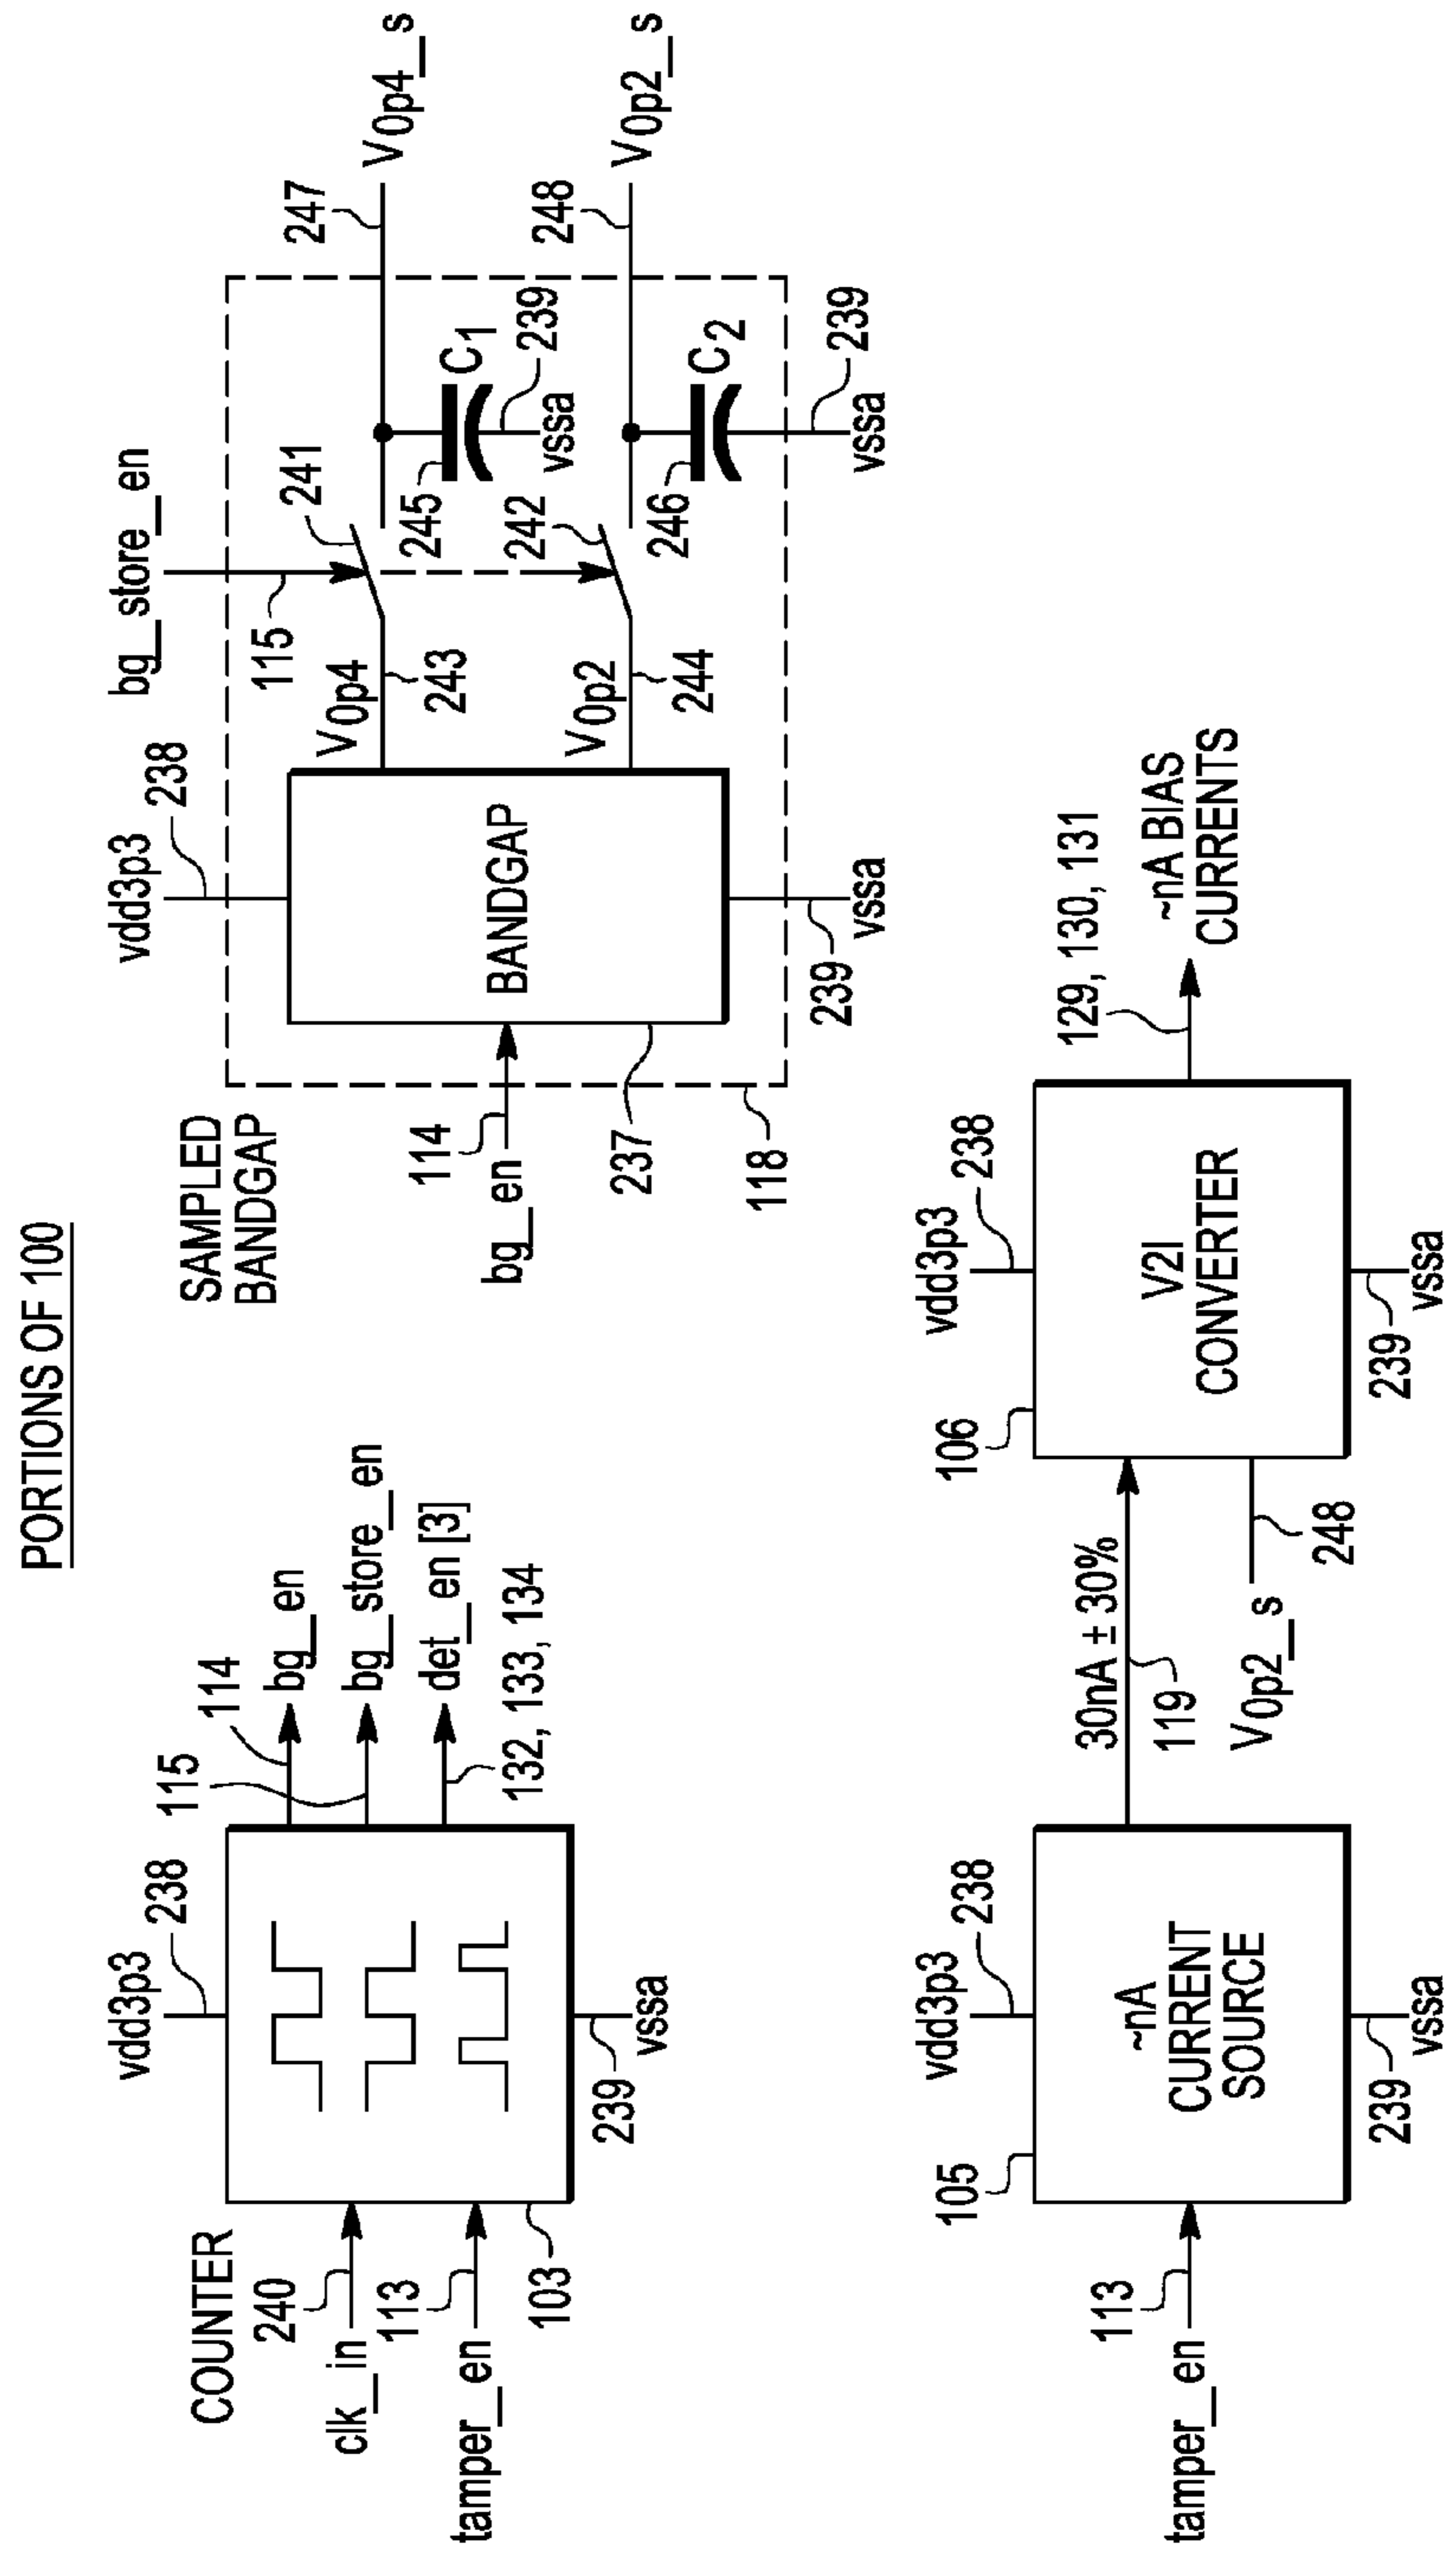 PORTIONS OF 100
COUNTER
vdd3p3
238
240
clk_in
113
tamper_en
103
239
vssa
114
bg_en
115
bg_store_en
det_en [3]
132, 133, 134
SAMPLED
BANDGAP
vdd3p3
238
114
bg_en
BANDGAP
237
118
239
vssa
bg_store_en
115
241
V0p4
243
245
C1
239
vssa
247
V0p4_s
242
V0p2
244
246
C2
239
vssa
248
V0p2_s
105
vdd3p3
238
113
tamper_en
~nA
CURRENT
SOURCE
239
vssa
30nA ± 30%
119
V0p2_s
248
106
vdd3p3
238
V2I
CONVERTER
239
vssa
129, 130, 131
~nA BIAS
CURRENTS